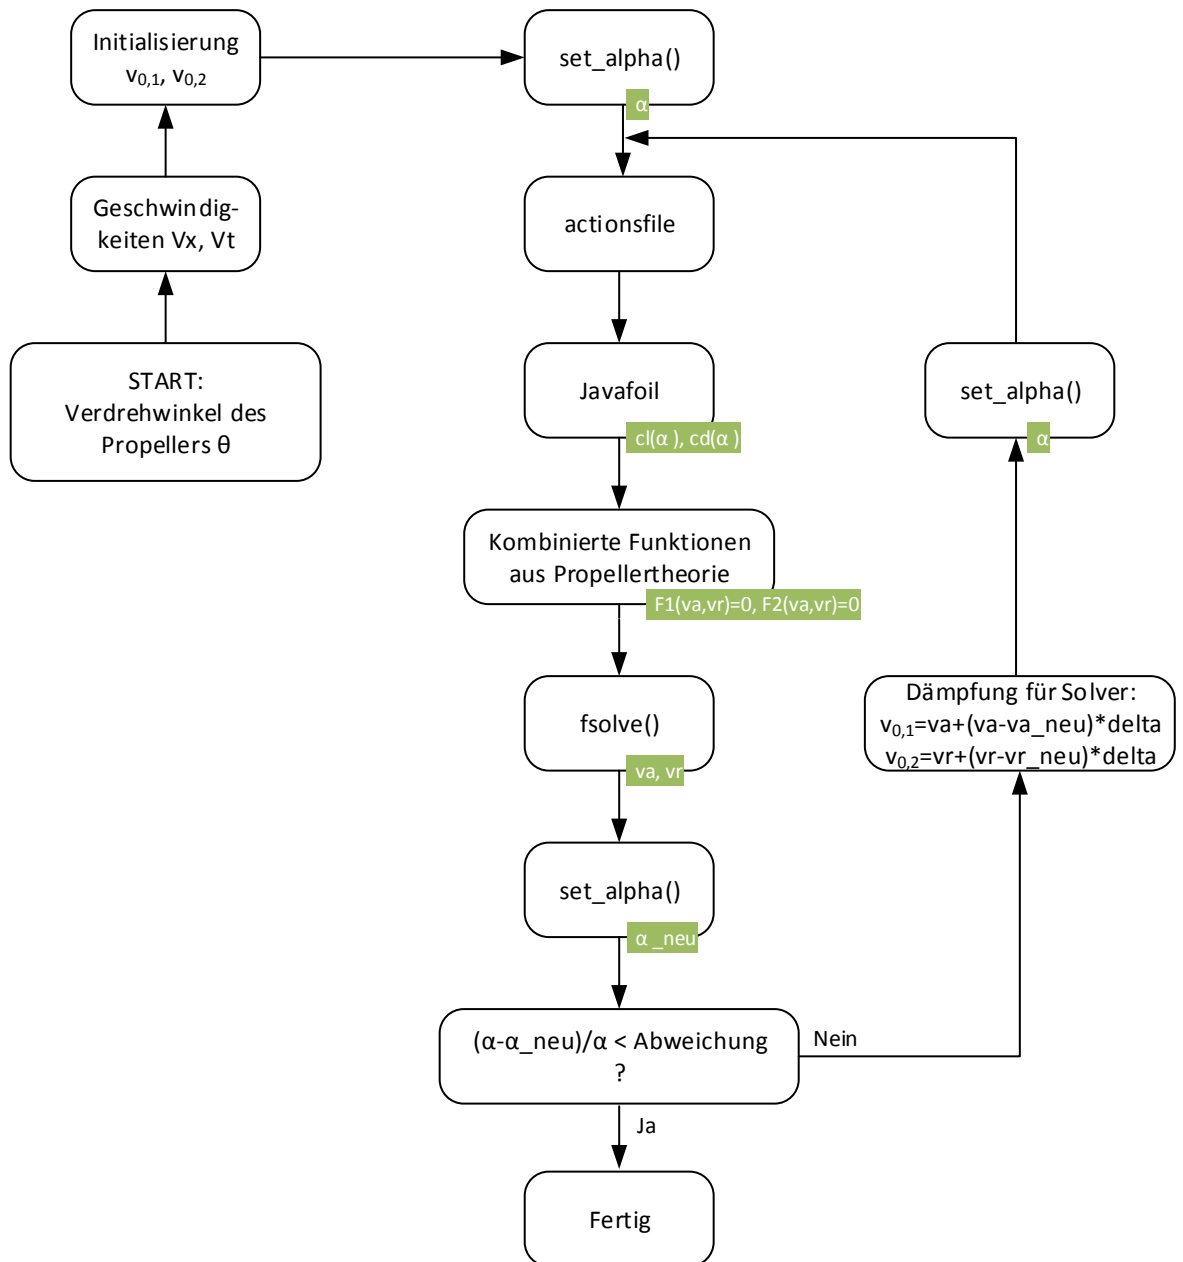 Initialisierung
v0,1, v0,2
set_alpha()
α
Geschwindig-
keiten Vx, Vt
actionsfile
START:
Verdrehwinkel des
Propellers θ
Javafoil
cl(α ), cd(α )
set_alpha()
α
Kombinierte Funktionen
aus Propellertheorie
F1(va,vr)=0, F2(va,vr)=0
fsolve()
va, vr
Dämpfung für Solver:
v0,1=va+(va-va_neu)*delta
v0,2=vr+(vr-vr_neu)*delta
set_alpha()
α _neu
(α-α_neu)/α < Abweichung
?
Nein
Ja
Fertig